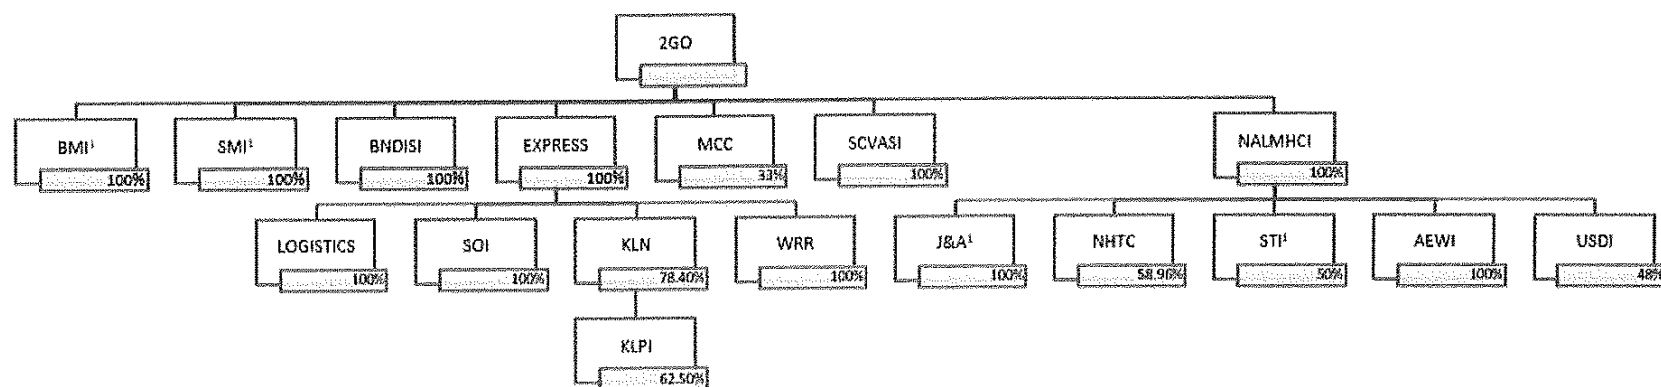 2GO
BMI¹ SMI¹ BNDISI EXPRESS MCC SCVASI NALMHCI
100% 100% 100% 100% 33% 100% 100%
LOGISTICS SOI KLN WRR J&A¹ NHTC STI¹ AEWI USDI
100% 100% 78.40% 100% 100% 58.90% 50% 100% 48%
KLPI
62.50%